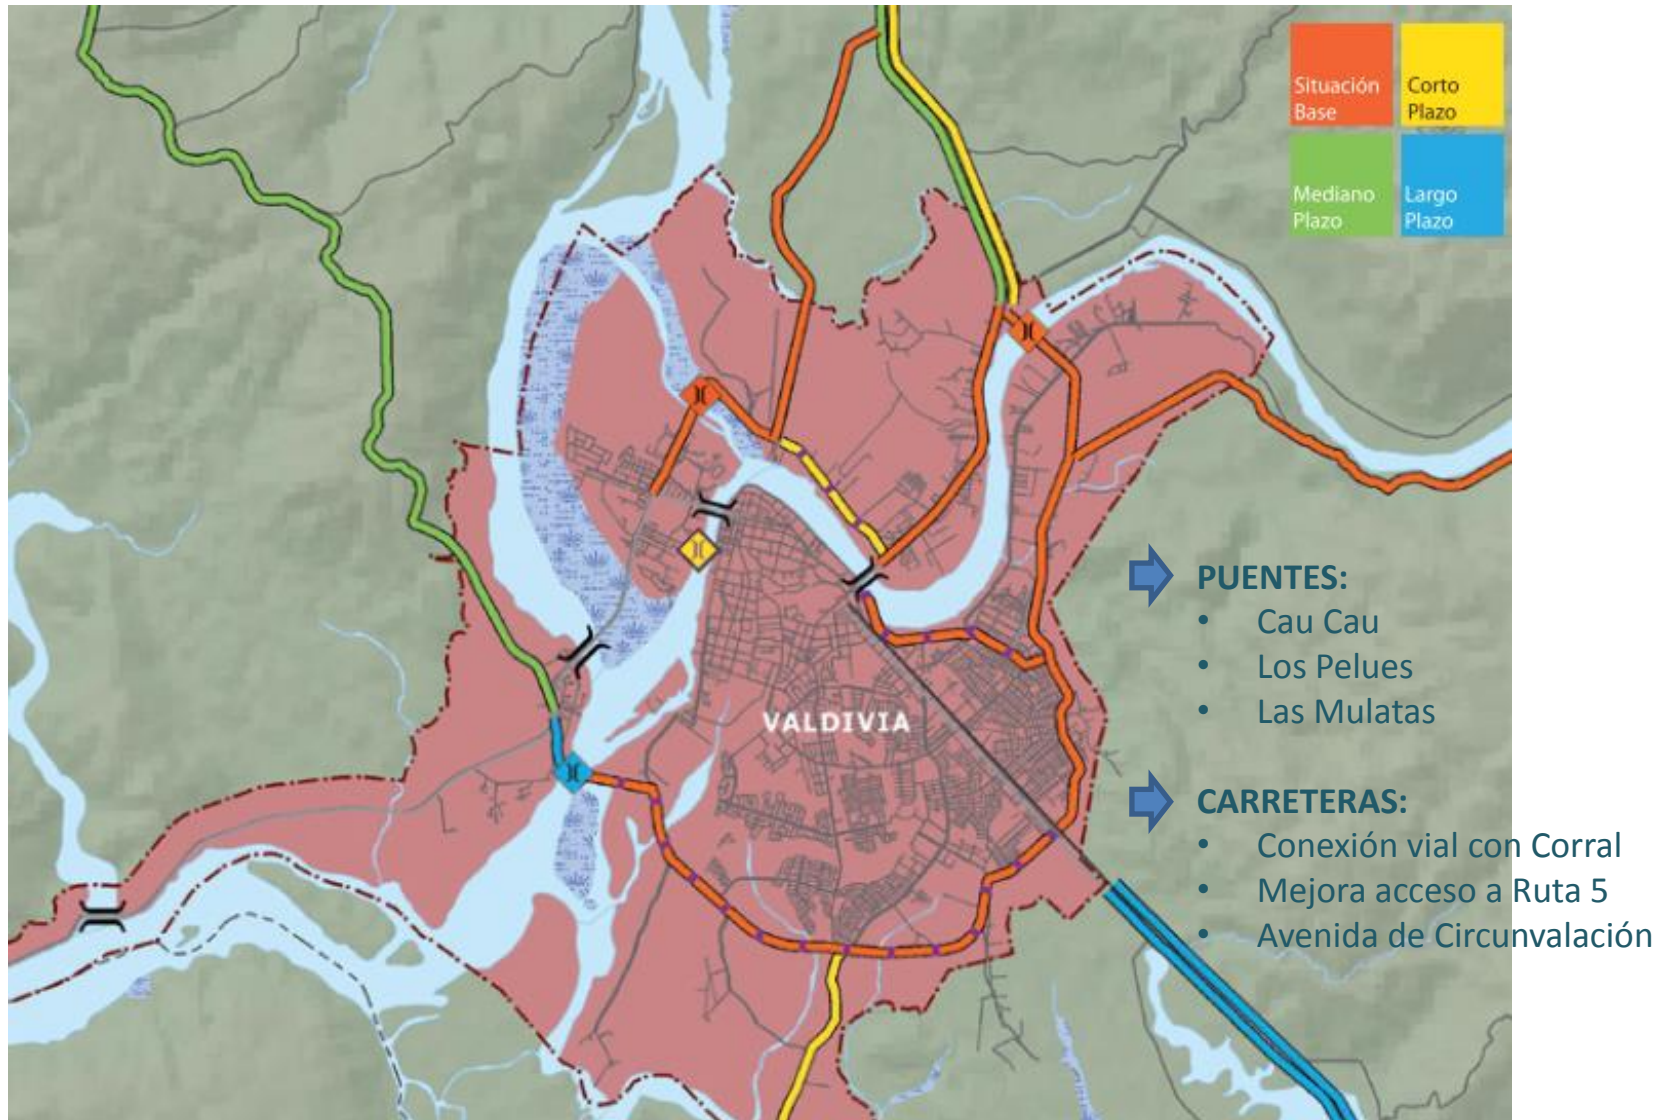 Situación
Base
Corto
Plazo
Mediano
Plazo
Largo
Plazo
VALDIVIA
PUENTES:
• Cau Cau
• Los Pelues
• Las Mulatas
CARRETERAS:
• Conexión vial con Corral
• Mejora acceso a Ruta 5
• Avenida de Circunvalación